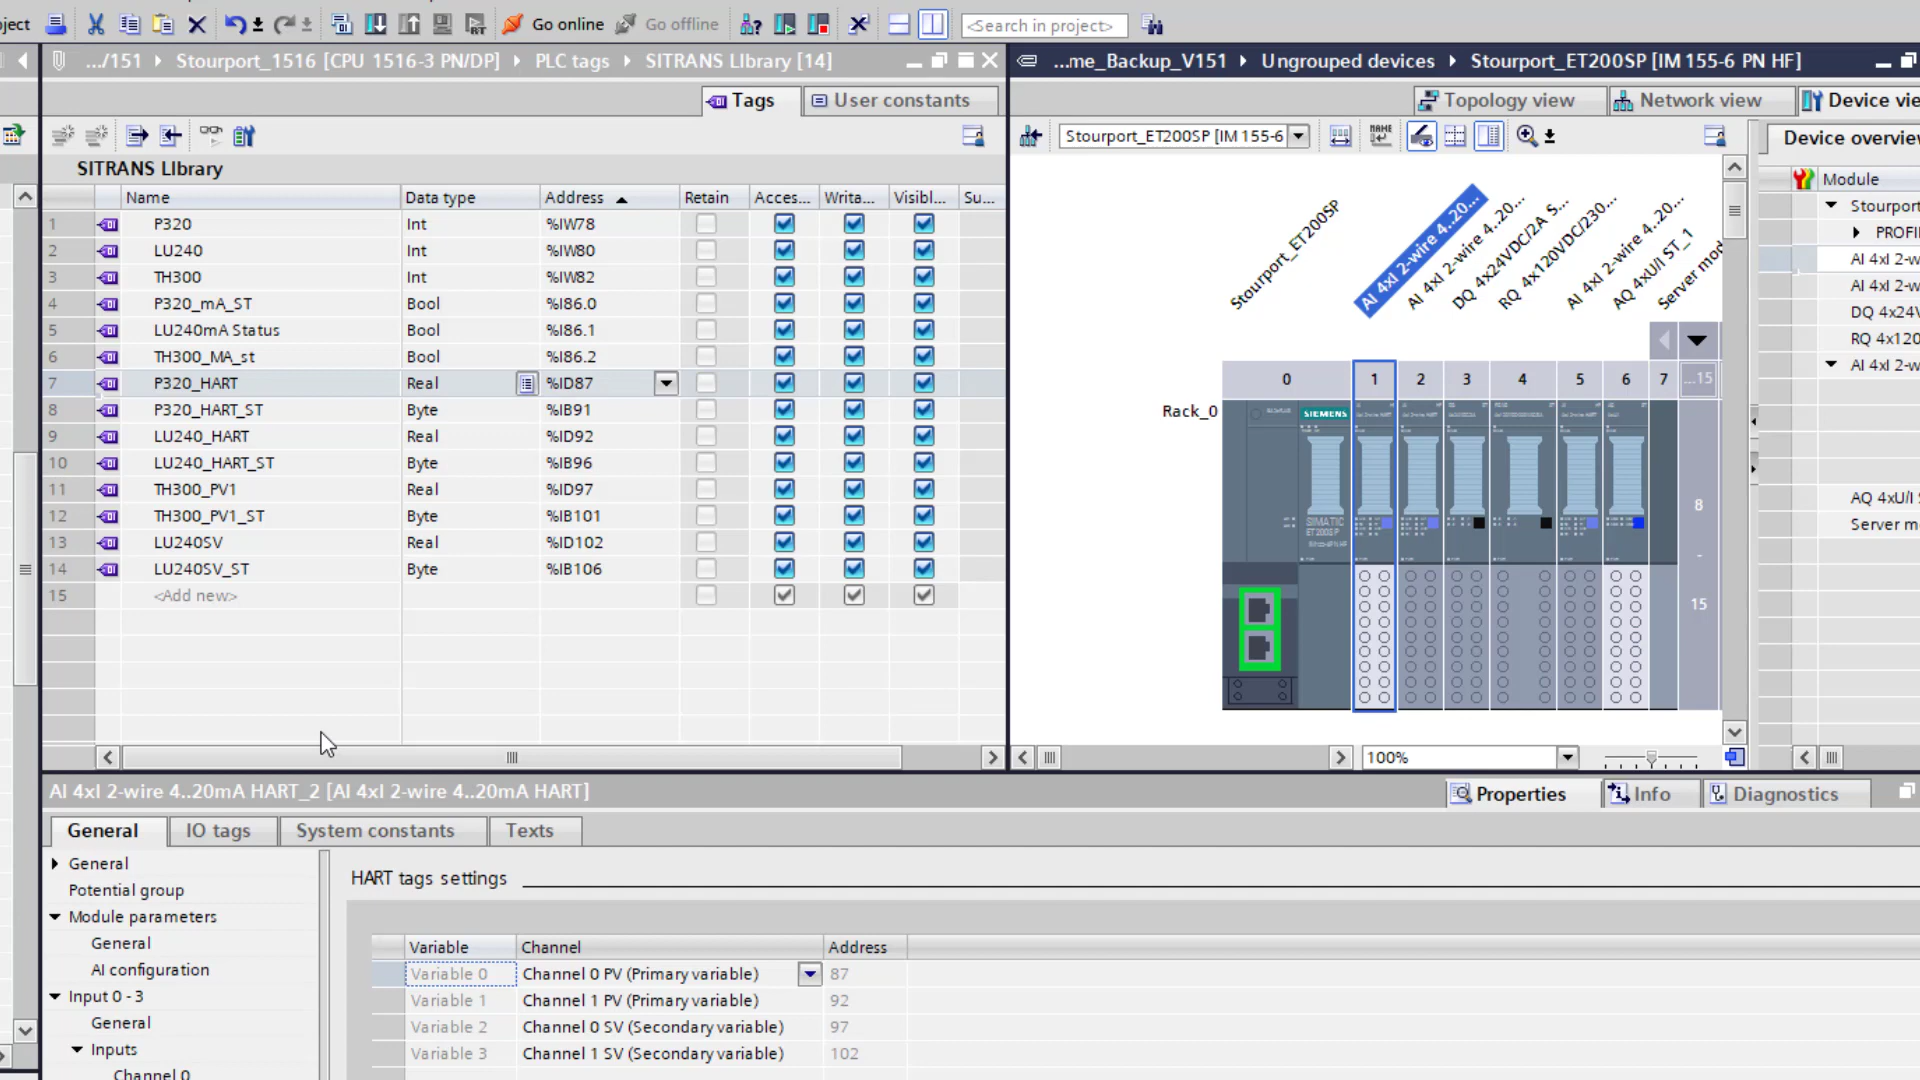 ject Go online Go offline <Search in project>
.../151 Stourport_1516 [CPU 1516-3 PN/DP] PLC tags SITRANS LIbrary [14]
...me_Backup_V151 Ungrouped devices Stourport_ET200SP [IM 155-6 PN HF]
Tags User constants
Topology view Network view Device vie
Stourport_ET200SP [IM 155-6
Device overview
SITRANS LIbrary
Name Data type Address Retain Acces... Writa... Visibl... Su...
1 P320 Int %IW78
2 LU240 Int %IW80
3 TH300 Int %IW82
4 P320_mA_ST Bool %I86.0
5 LU240mA Status Bool %I86.1
6 TH300_MA_st Bool %I86.2
7 P320_HART Real %ID87
8 P320_HART_ST Byte %IB91
9 LU240_HART Real %ID92
10 LU240_HART_ST Byte %IB96
11 TH300_PV1 Real %ID97
12 TH300_PV1_ST Byte %IB101
13 LU240SV Real %ID102
14 LU240SV_ST Byte %IB106
15 <Add new>
Stourport_ET200SP
AI 4xI 2-wire 4..20...
AI 4xI 2-wire 4..20...
DQ 4x24VDC/2A S...
RQ 4x120VDC/230...
AI 4xI 2-wire 4..20...
AQ 4xU/I ST_1
Server mod
0 1 2 3 4 5 6 7 ...15
Rack_0
SIEMENS
SIMATIC
ET 200SP
8
-
15
100%
Module
Stourport
PROFI
AI 4xI 2-w
AI 4xI 2-w
DQ 4x24V
RQ 4x120
AI 4xI 2-w
AQ 4xU/I S
Server m
AI 4xI 2-wire 4..20mA HART_2 [AI 4xI 2-wire 4..20mA HART]
Properties Info Diagnostics
General IO tags System constants Texts
General
Potential group
Module parameters
General
AI configuration
Input 0 - 3
General
Inputs
Channel 0
HART tags settings
Variable Channel Address
Variable 0 Channel 0 PV (Primary variable) 87
Variable 1 Channel 1 PV (Primary variable) 92
Variable 2 Channel 0 SV (Secondary variable) 97
Variable 3 Channel 1 SV (Secondary variable) 102